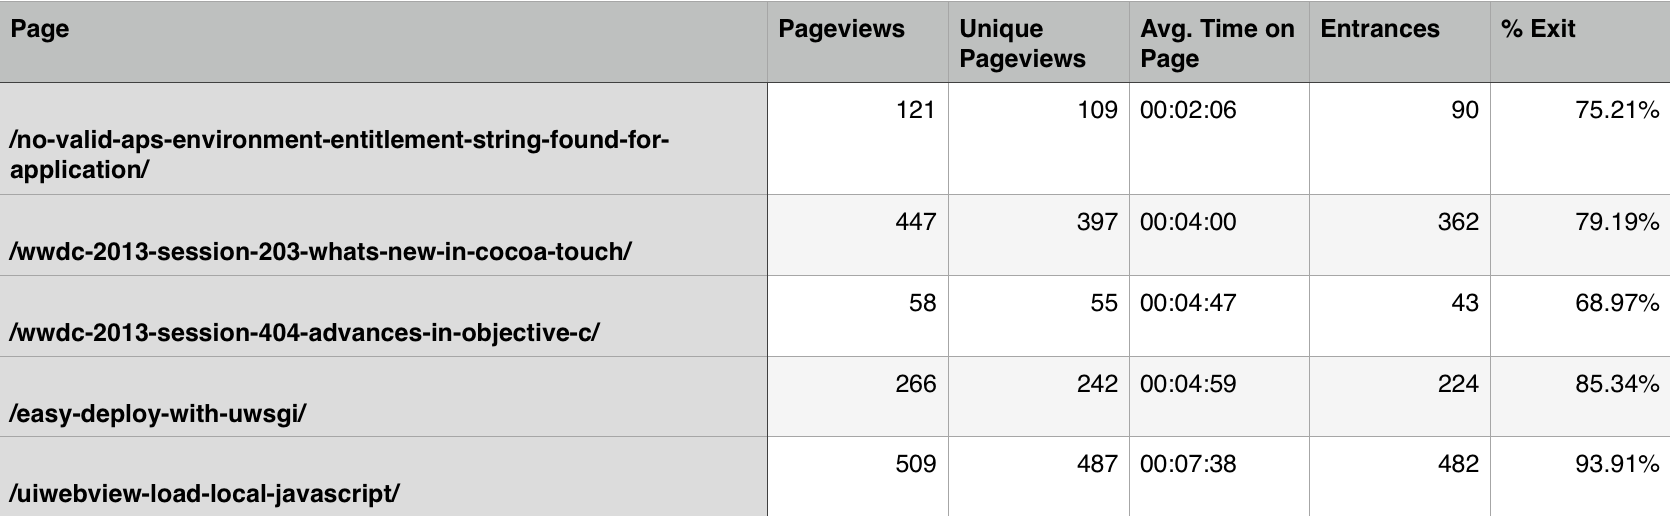 Page Pageviews Unique Pageviews Avg. Time on Page Entrances % Exit
/no-valid-aps-environment-entitlement-string-found-for-application/ 121 109 00:02:06 90 75.21%
/wwdc-2013-session-203-whats-new-in-cocoa-touch/ 447 397 00:04:00 362 79.19%
/wwdc-2013-session-404-advances-in-objective-c/ 58 55 00:04:47 43 68.97%
/easy-deploy-with-uwsgi/ 266 242 00:04:59 224 85.34%
/uiwebview-load-local-javascript/ 509 487 00:07:38 482 93.91%